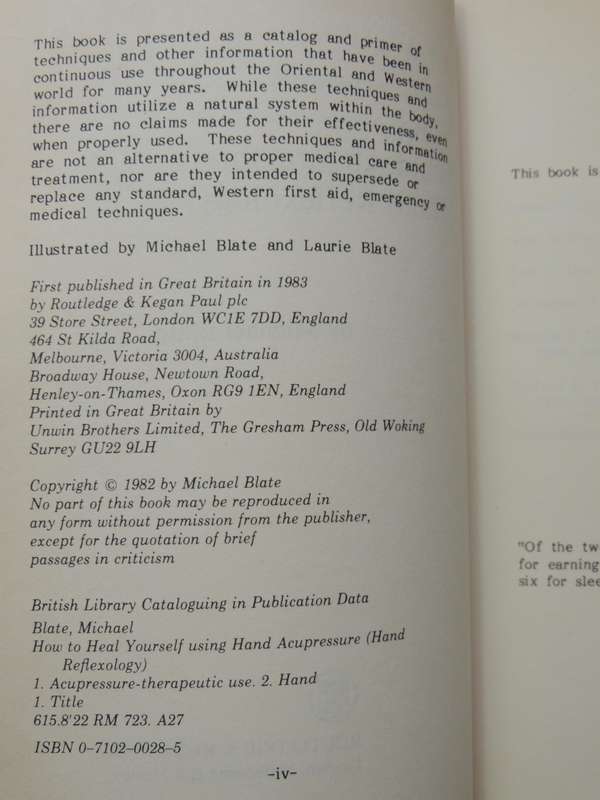 This book is presented as a catalog and primer of
techniques and other information that have been in
continuous use throughout the Oriental and Western
world for many years.  While these techniques and
information utilize a natural system within the body,
there are no claims made for their effectiveness, even
when properly used.  These techniques and information
are not an alternative to proper medical care and
treatment, nor are they intended to supersede or
replace any standard, Western first aid, emergency or
medical techniques.
Illustrated by Michael Blate and Laurie Blate
First published in Great Britain in 1983
by Routledge & Kegan Paul plc
39 Store Street, London WC1E 7DD, England
464 St Kilda Road,
Melbourne, Victoria 3004, Australia
Broadway House, Newtown Road,
Henley-on-Thames, Oxon RG9 1EN, England
Printed in Great Britain by
Unwin Brothers Limited, The Gresham Press, Old Woking
Surrey GU22 9LH
Copyright © 1982 by Michael Blate
No part of this book may be reproduced in
any form without permission from the publisher,
except for the quotation of brief
passages in criticism
British Library Cataloguing in Publication Data
Blate, Michael
How to Heal Yourself using Hand Acupressure (Hand
Reflexology)
1. Acupressure-therapeutic use. 2. Hand
1. Title
615.8'22 RM 723. A27
ISBN 0-7102-0028-5
-iv-
This book is
"Of the tw
for earning
six for slee